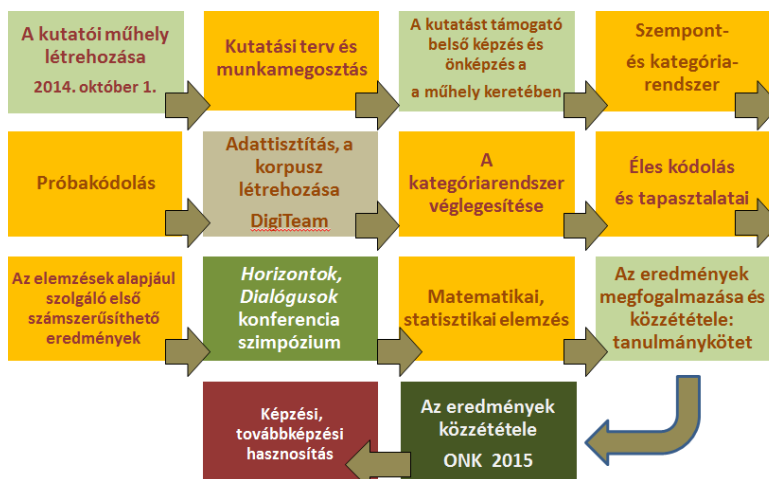 A kutatói műhely
létrehozása
2014. október 1.
Kutatási terv és
munkamegosztás
A kutatást támogató
belső képzés és
önképzés a
a műhely keretében
Szempont-
és kategória-
rendszer
Próbakódolás
Adattisztítás, a
korpusz
létrehozása
DigiTeam
A
kategóriarendszer
véglegesítése
Éles kódolás
és tapasztalatai
Az elemzések alapjául
szolgáló első
számszerűsíthető
eredmények
Horizontok,
Dialógusok
konferencia
szimpózium
Matematikai,
statisztikai elemzés
Az eredmények
megfogalmazása és
közzététele:
tanulmánykötet
Képzési,
továbbképzési
hasznosítás
Az eredmények
közzététele
ONK 2015